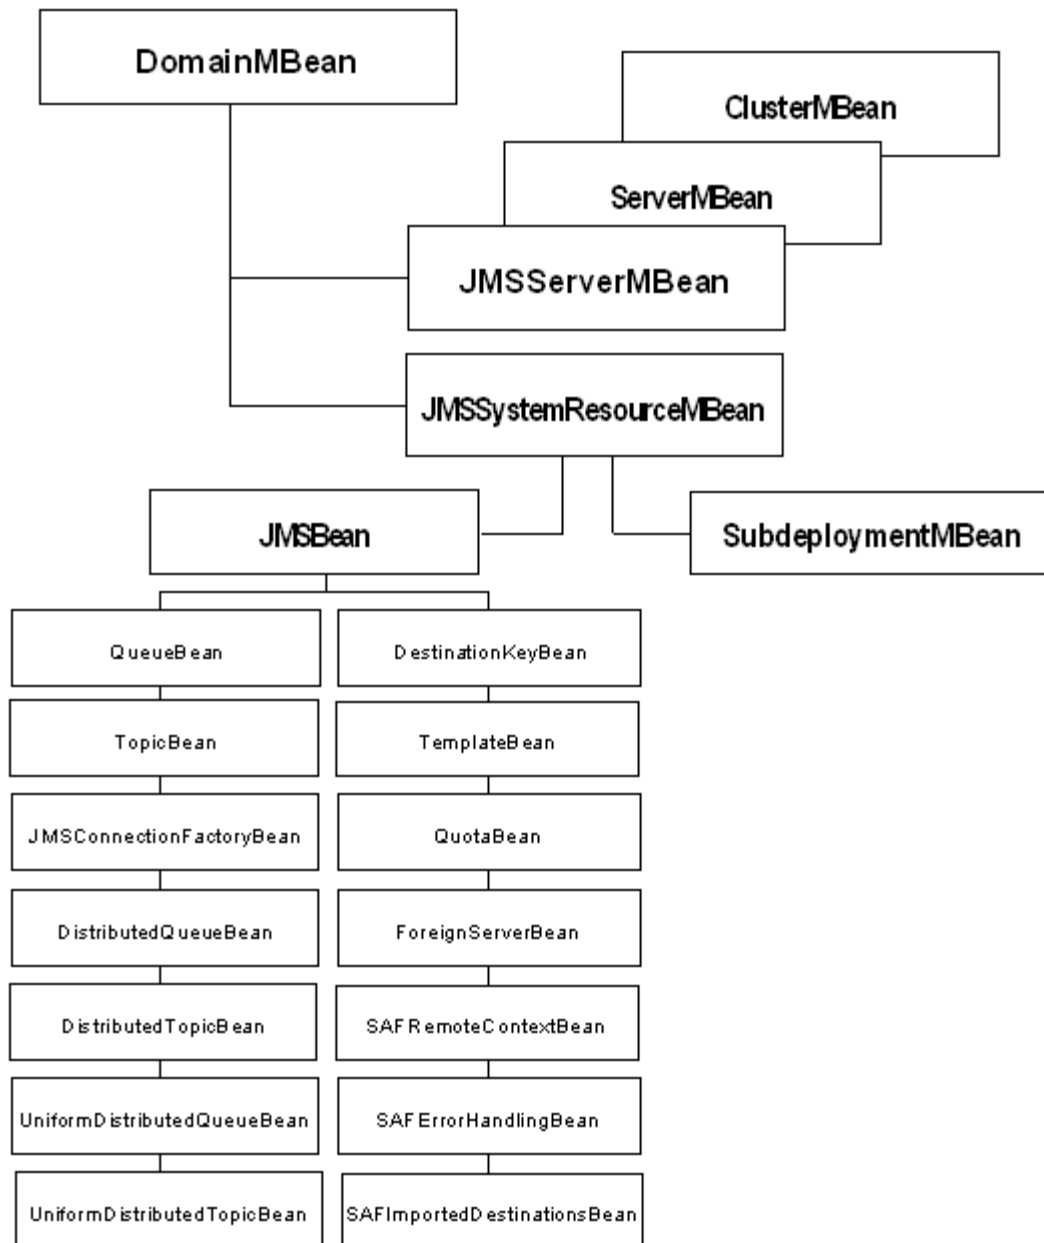 DomainMBean
ClusterMBean
ServerMBean
JMSServerMBean
JMSSystemResourceMBean
JMSBean
SubdeploymentMBean
QueueBean
DestinationKeyBean
TopicBean
TemplateBean
JMSConnectionFactoryBean
QuotaBean
DistributedQueueBean
ForeignServerBean
DistributedTopicBean
SAFRemoteContextBean
UniformDistributedQueueBean
SAFErrorHandlingBean
UniformDistributedTopicBean
SAFImportedDestinationsBean